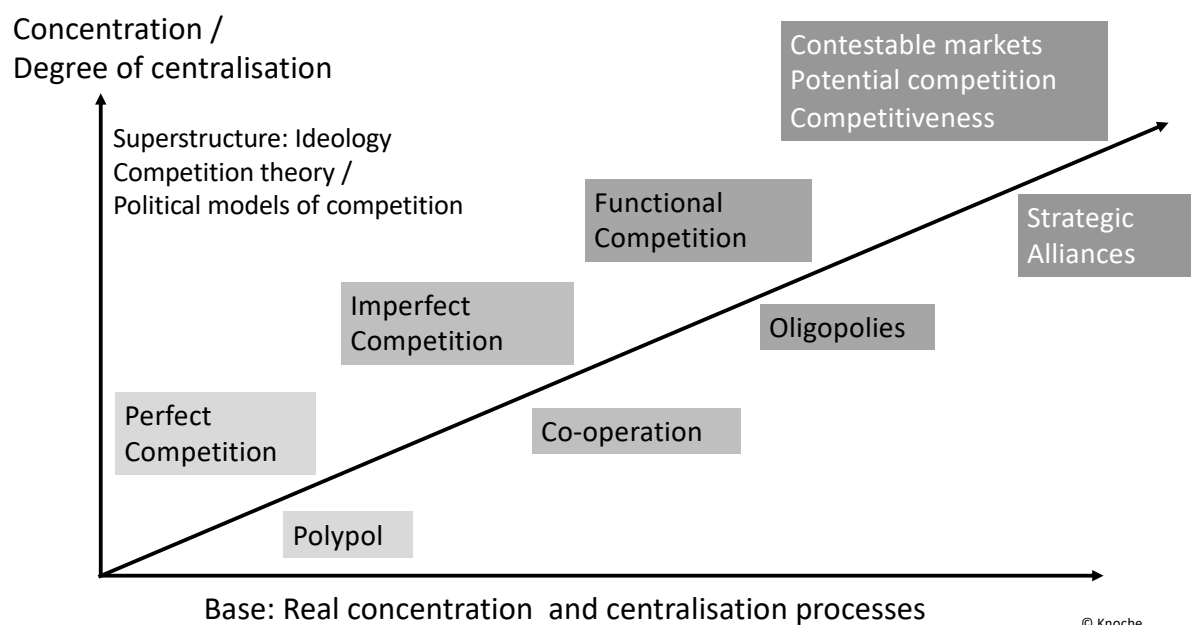 Concentration /
Degree of centralisation
Superstructure: Ideology
Competition theory /
Political models of competition
Contestable markets
Potential competition
Competitiveness
Functional
Competition
Strategic
Alliances
Imperfect
Competition
Oligopolies
Perfect
Competition
Co-operation
Polypol
Base: Real concentration  and centralisation processes
© Knoche